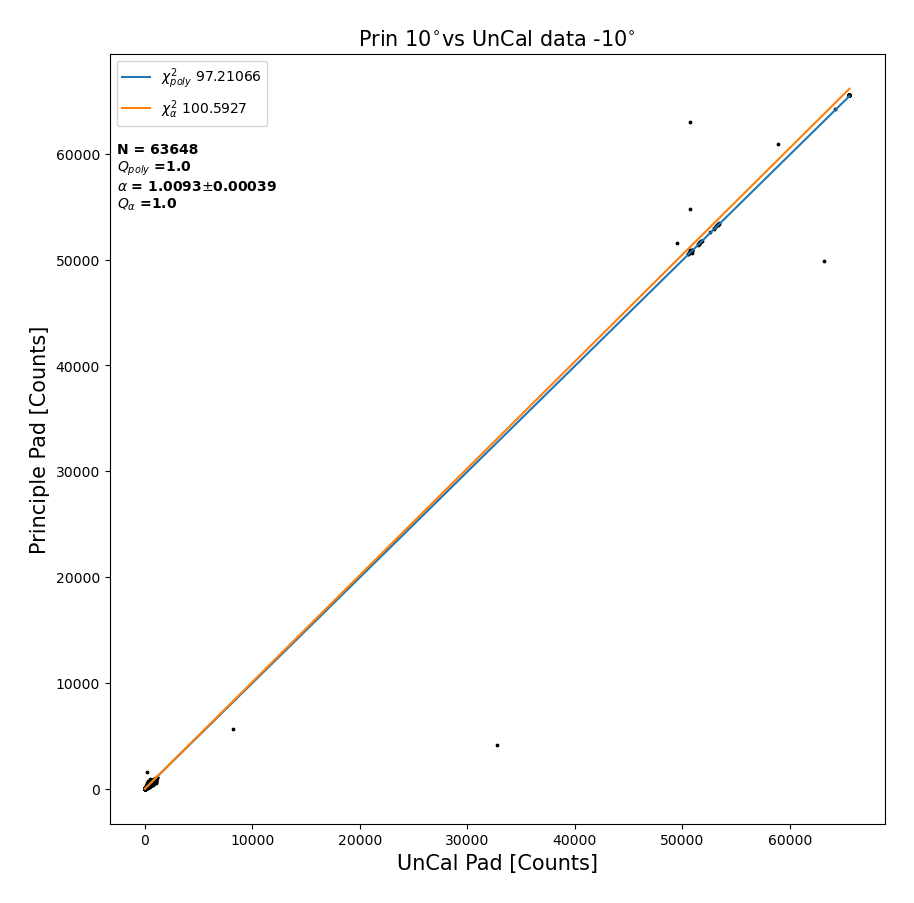 Prin 10°vs UnCal data -10°
χ²poly 97.21066
χ²α 100.5927
N = 63648
Qpoly =1.0
α = 1.0093±0.00039
Qα =1.0
60000
50000
40000
30000
20000
10000
0
Principle Pad [Counts]
0 10000 20000 30000 40000 50000 60000
UnCal Pad [Counts]